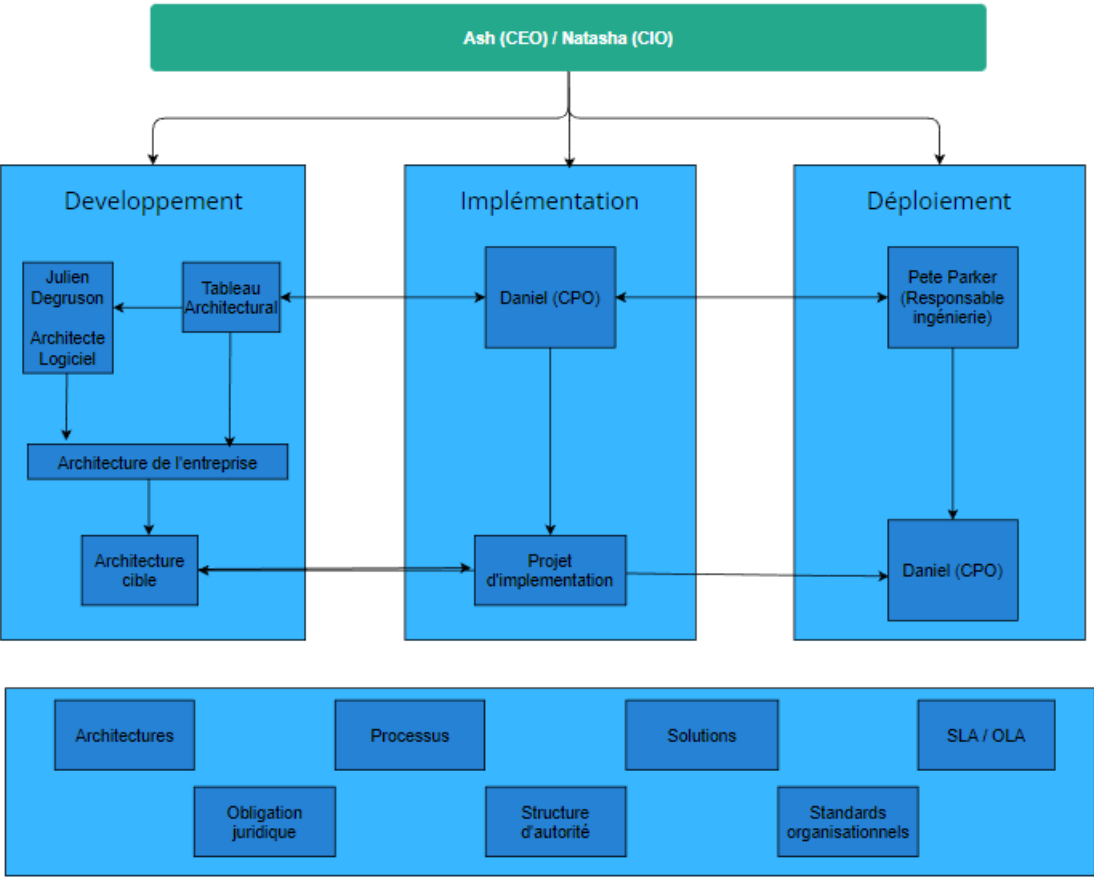 Ash (CEO) / Natasha (CIO)
Developpement
Julien
Degruson
Architecte
Logiciel
Tableau
Architectural
Architecture de l'entreprise
Architecture
cible
Implémentation
Daniel (CPO)
Projet
d'implementation
Déploiement
Pete Parker
(Responsable
ingénierie)
Daniel (CPO)
Architectures
Processus
Solutions
SLA / OLA
Obligation
juridique
Structure
d'autorité
Standards
organisationnels